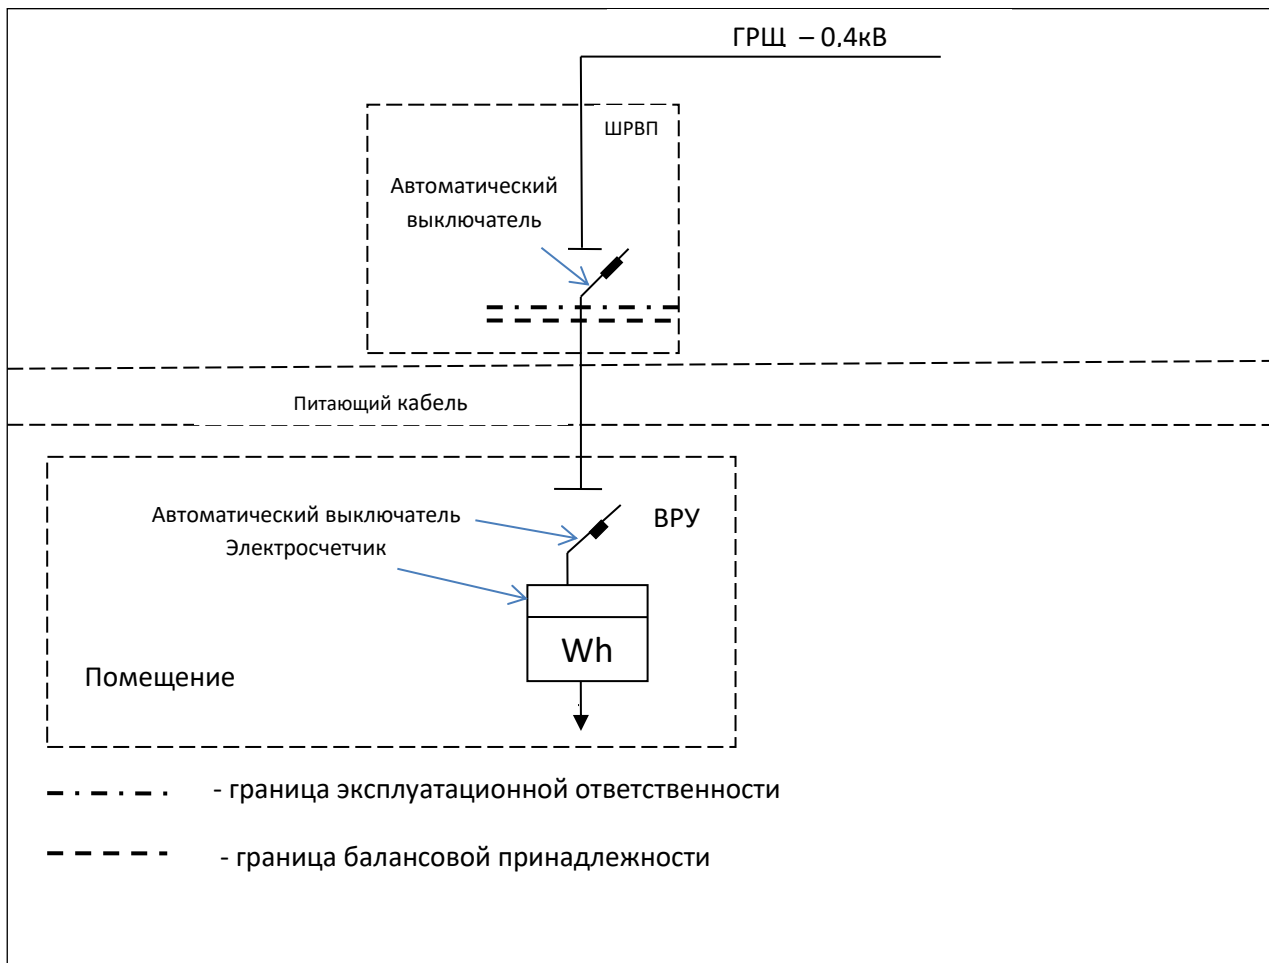 ГРЩ – 0,4кВ
ШРВП
Автоматический
выключатель
Питающий кабель
Автоматический выключатель
Электросчетчик
ВРУ
Wh
Помещение
- граница эксплуатационной ответственности
- граница балансовой принадлежности